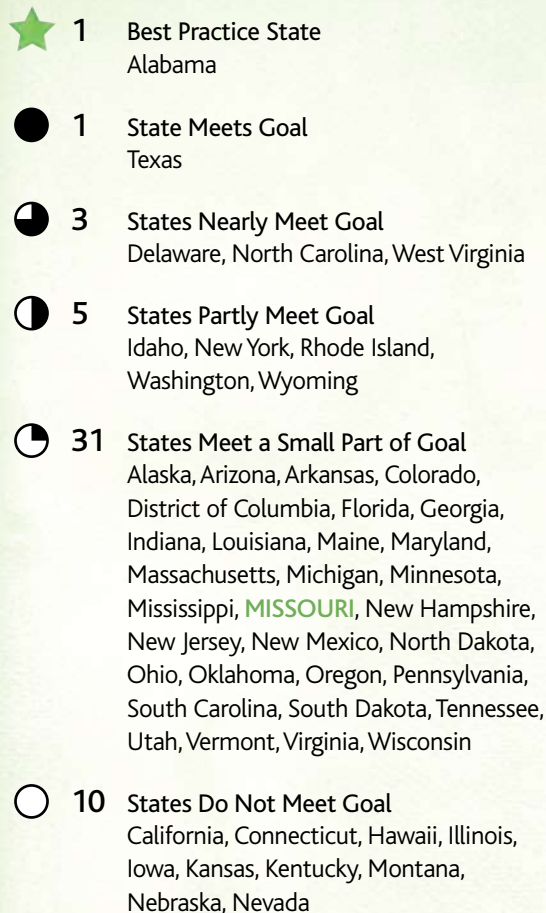 1 Best Practice State
Alabama
1 State Meets Goal
Texas
3 States Nearly Meet Goal
Delaware, North Carolina, West Virginia
5 States Partly Meet Goal
Idaho, New York, Rhode Island,
Washington, Wyoming
31 States Meet a Small Part of Goal
Alaska, Arizona, Arkansas, Colorado,
District of Columbia, Florida, Georgia,
Indiana, Louisiana, Maine, Maryland,
Massachusetts, Michigan, Minnesota,
Mississippi, MISSOURI, New Hampshire,
New Jersey, New Mexico, North Dakota,
Ohio, Oklahoma, Oregon, Pennsylvania,
South Carolina, South Dakota, Tennessee,
Utah, Vermont, Virginia, Wisconsin
10 States Do Not Meet Goal
California, Connecticut, Hawaii, Illinois,
Iowa, Kansas, Kentucky, Montana,
Nebraska, Nevada